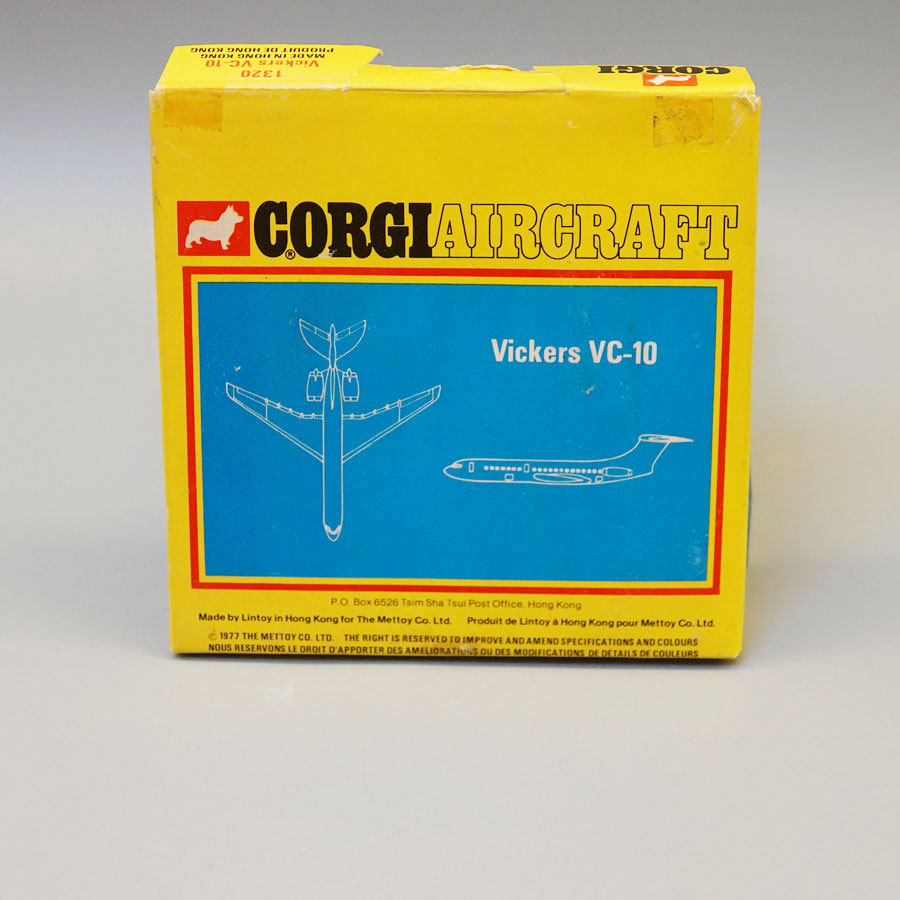 1320
Vickers VC-10
MADE IN HONG KONG
PRODUIT DE HONG KONG
CORGI
CORGI® AIRCRAFT
Vickers VC-10
P.O. Box 6526 Tsim Sha Tsui Post Office, Hong Kong
Made by Lintoy in Hong Kong for The Mettoy Co. Ltd. Produit de Lintoy à Hong Kong pour Mettoy Co. Ltd.
© 1977 THE METTOY CO. LTD. THE RIGHT IS RESERVED TO IMPROVE AND AMEND SPECIFICATIONS AND COLOURS
NOUS RESERVONS LE DROIT D'APPORTER DES AMELIORATIONS OU DES MODIFICATIONS DE DÉTAILS DE COULEURS